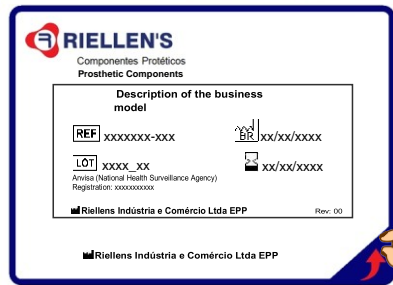 RIELLEN'S
Componentes Protéticos
Prosthetic Components
Description of the business
model
REF xxxxxxx-xxx
BR xx/xx/xxxx
LOT xxxx_xx
xx/xx/xxxx
Anvisa (National Health Surveillance Agency)
Registration: xxxxxxxxxxx
Riellens Indústria e Comércio Ltda EPP
Rev: 00
Riellens Indústria e Comércio Ltda EPP